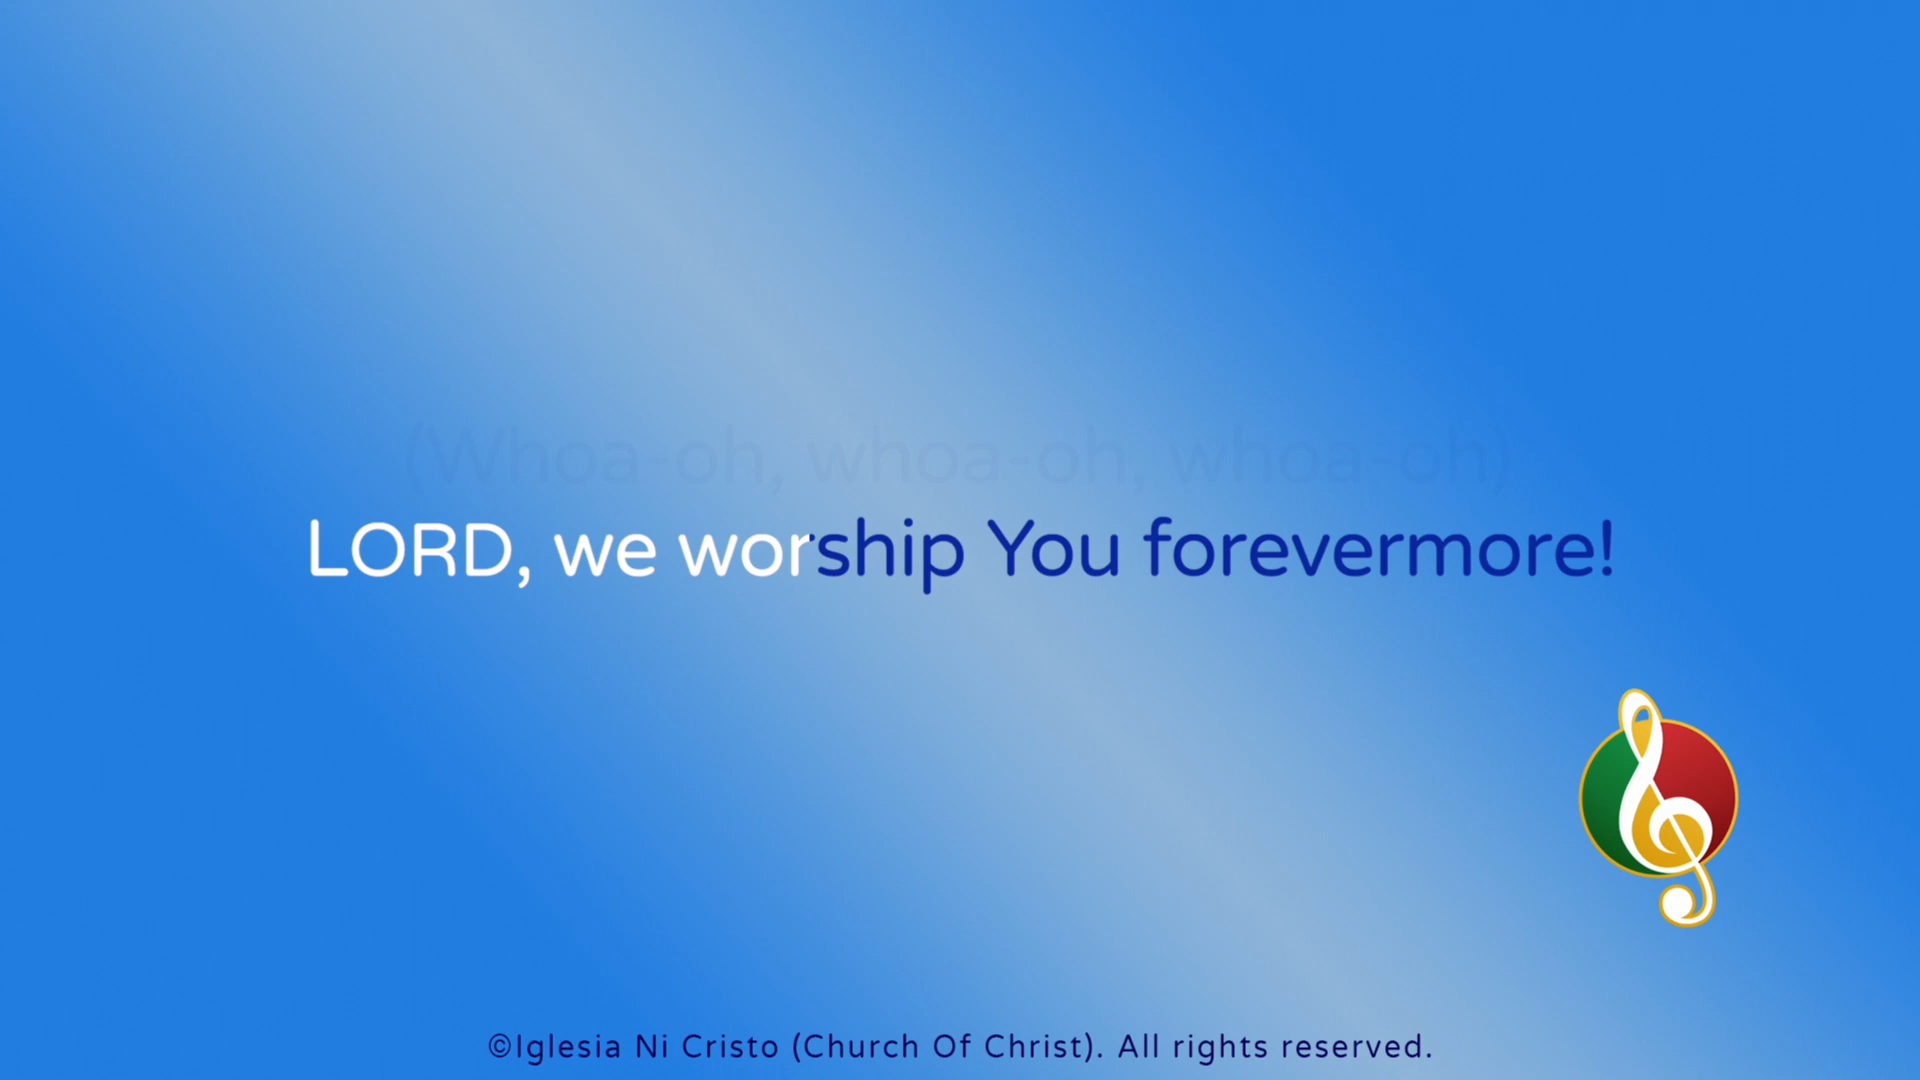 (Whoa-oh, whoa-oh, whoa-oh)
LORD, we worship You forevermore!
©Iglesia Ni Cristo (Church Of Christ). All rights reserved.